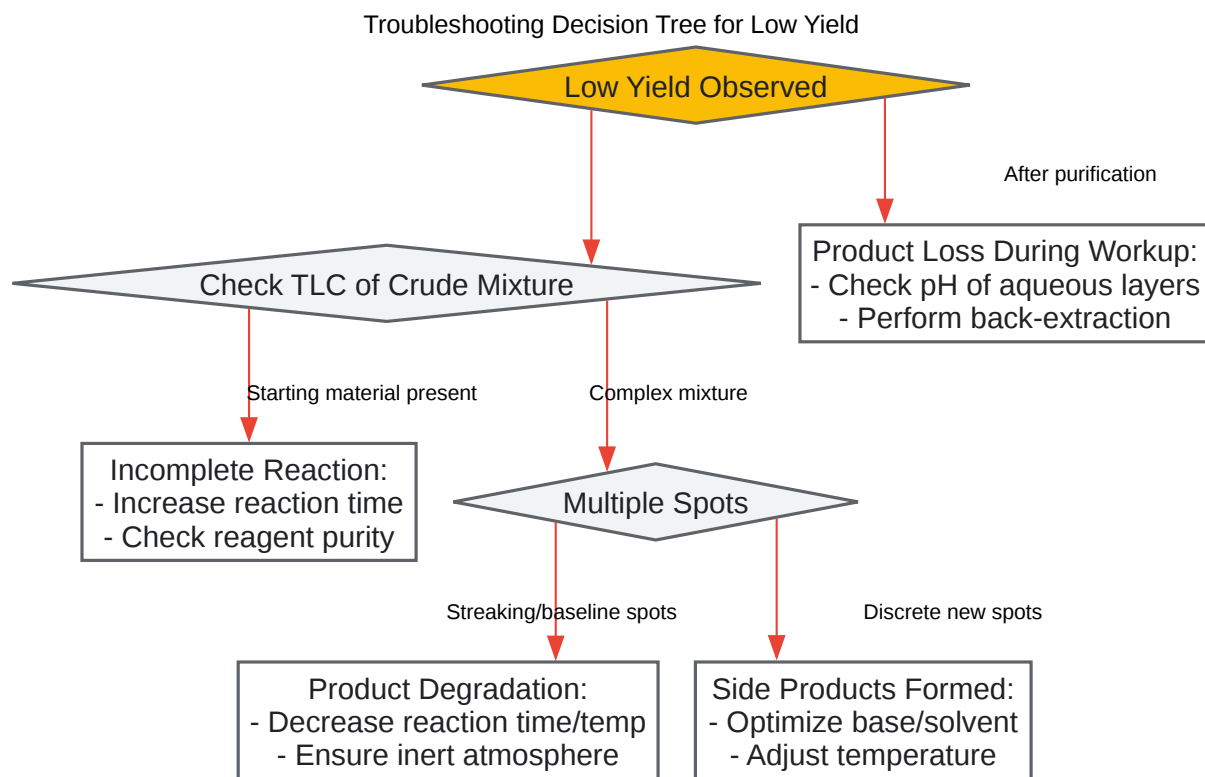 Troubleshooting Decision Tree for Low Yield
Low Yield Observed
After purification
Product Loss During Workup:
- Check pH of aqueous layers
- Perform back-extraction
Check TLC of Crude Mixture
Starting material present
Complex mixture
Incomplete Reaction:
- Increase reaction time
- Check reagent purity
Multiple Spots
Streaking/baseline spots
Discrete new spots
Product Degradation:
- Decrease reaction time/temp
- Ensure inert atmosphere
Side Products Formed:
- Optimize base/solvent
- Adjust temperature